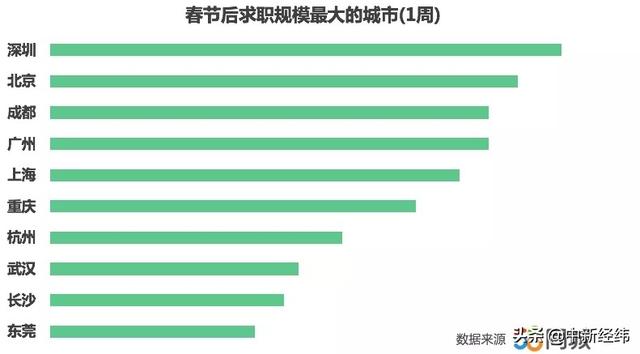 春节后求职规模最大的城市(1周)
深圳
北京
成都
广州
上海
重庆
杭州
武汉
长沙
东莞
数据来源
头条@中新经纬